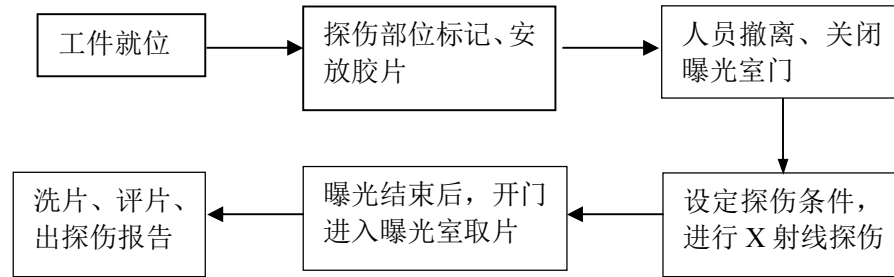 工件就位
探伤部位标记、安
放胶片
人员撤离、关闭
曝光室门
设定探伤条件，
进行 X 射线探伤
曝光结束后，开门
进入曝光室取片
洗片、评片、
出探伤报告